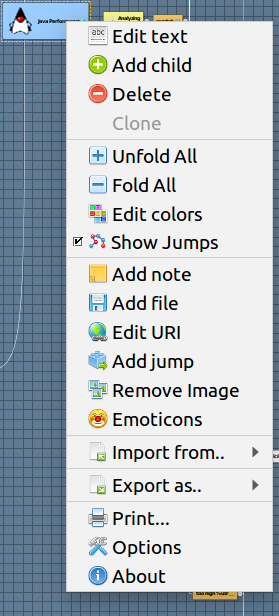 Java
Analyzing
Edit text
Add child
Delete
Clone
Unfold All
Fold All
Edit colors
Show Jumps
Add note
Add file
Edit URI
Add jump
Remove Image
Emoticons
Import from..
Export as..
Print...
Options
About